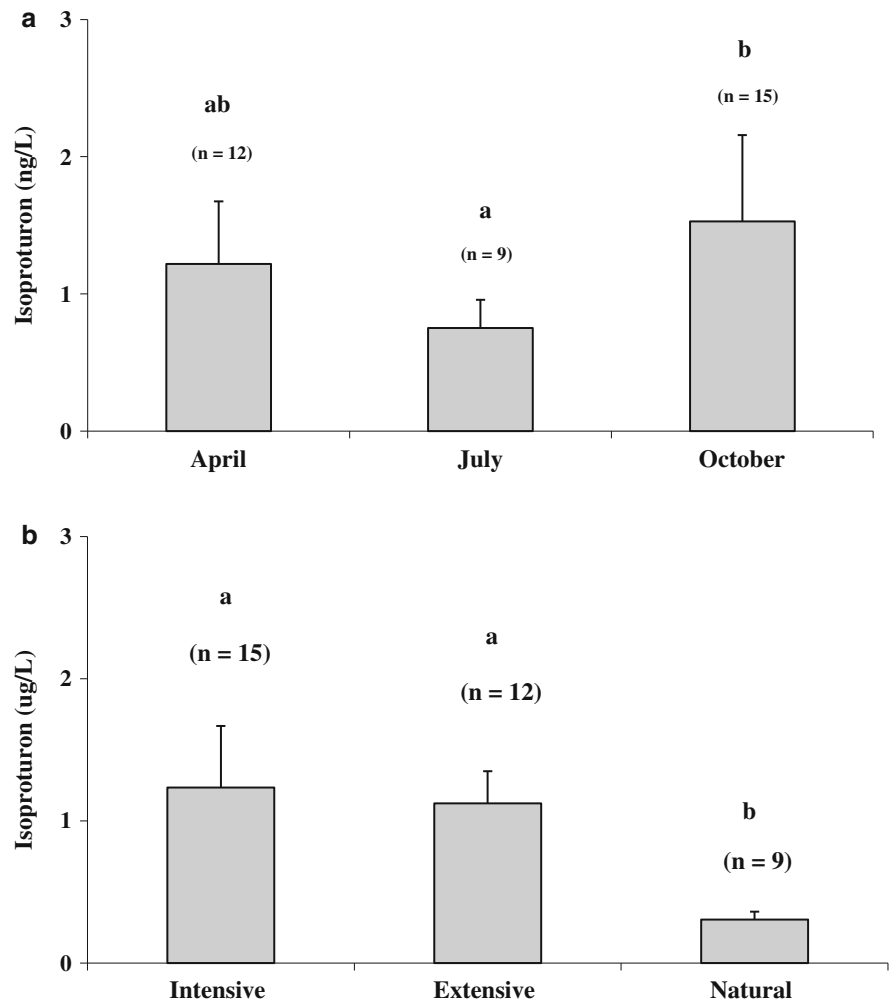 a
3
b
ab
(n = 15)
2
(n = 12)
a
(n = 9)
1
0
Isoproturon (ng/L)
April July October
b
3
a
a
(n = 15)
2
(n = 12)
b
1
(n = 9)
0
Isoproturon (ug/L)
Intensive Extensive Natural